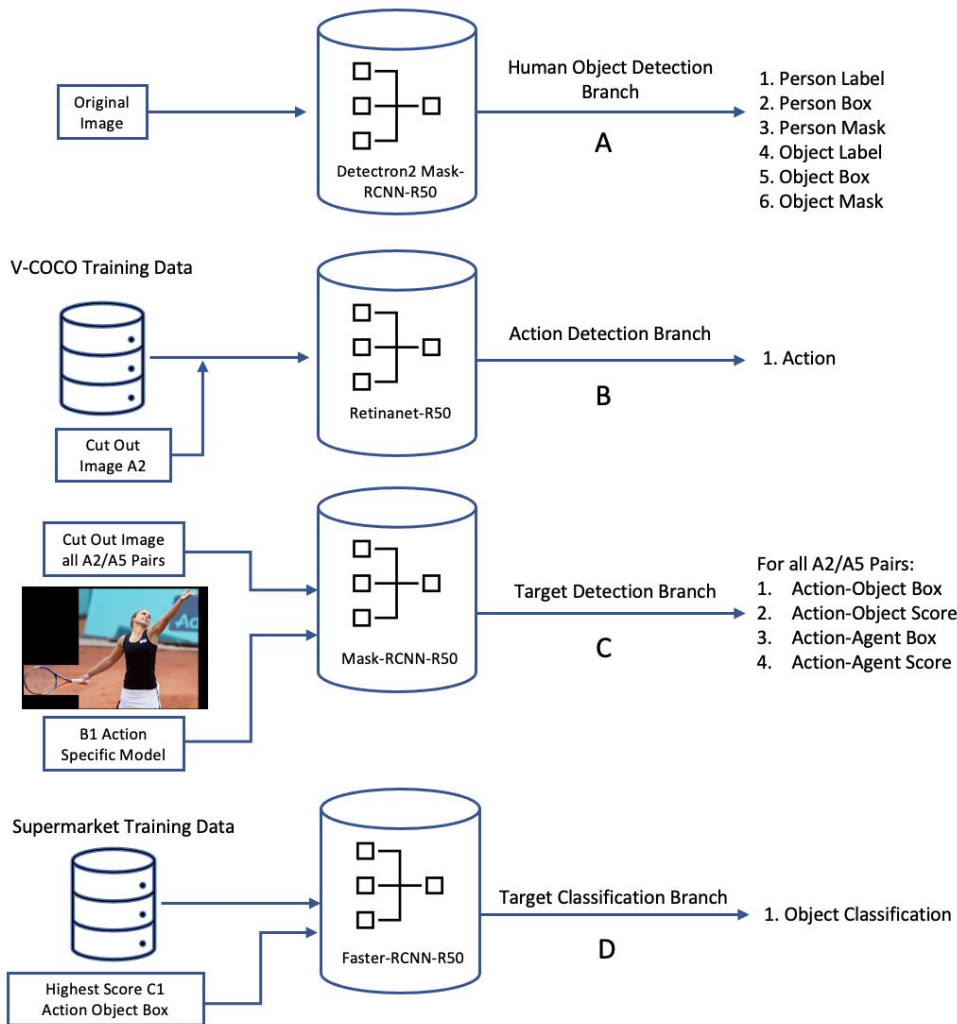 Original
Image
Detectron2 Mask-
RCNN-R50
Human Object Detection
Branch
A
1. Person Label
2. Person Box
3. Person Mask
4. Object Label
5. Object Box
6. Object Mask
V-COCO Training Data
Cut Out
Image A2
Retinanet-R50
Action Detection Branch
B
1. Action
Cut Out Image
all A2/A5 Pairs
B1 Action
Specific Model
Mask-RCNN-R50
Target Detection Branch
C
For all A2/A5 Pairs:
1. Action-Object Box
2. Action-Object Score
3. Action-Agent Box
4. Action-Agent Score
Supermarket Training Data
Highest Score C1
Action Object Box
Faster-RCNN-R50
Target Classification Branch
D
1. Object Classification